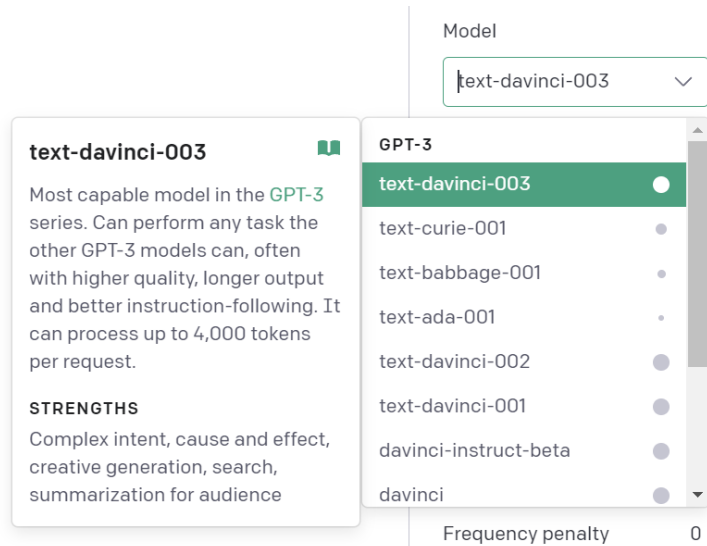 Model
text-davinci-003
text-davinci-003
Most capable model in the GPT-3
series. Can perform any task the
other GPT-3 models can, often
with higher quality, longer output
and better instruction-following. It
can process up to 4,000 tokens
per request.
STRENGTHS
Complex intent, cause and effect,
creative generation, search,
summarization for audience
GPT-3
text-davinci-003
text-curie-001
text-babbage-001
text-ada-001
text-davinci-002
text-davinci-001
davinci-instruct-beta
davinci
Frequency penalty 0